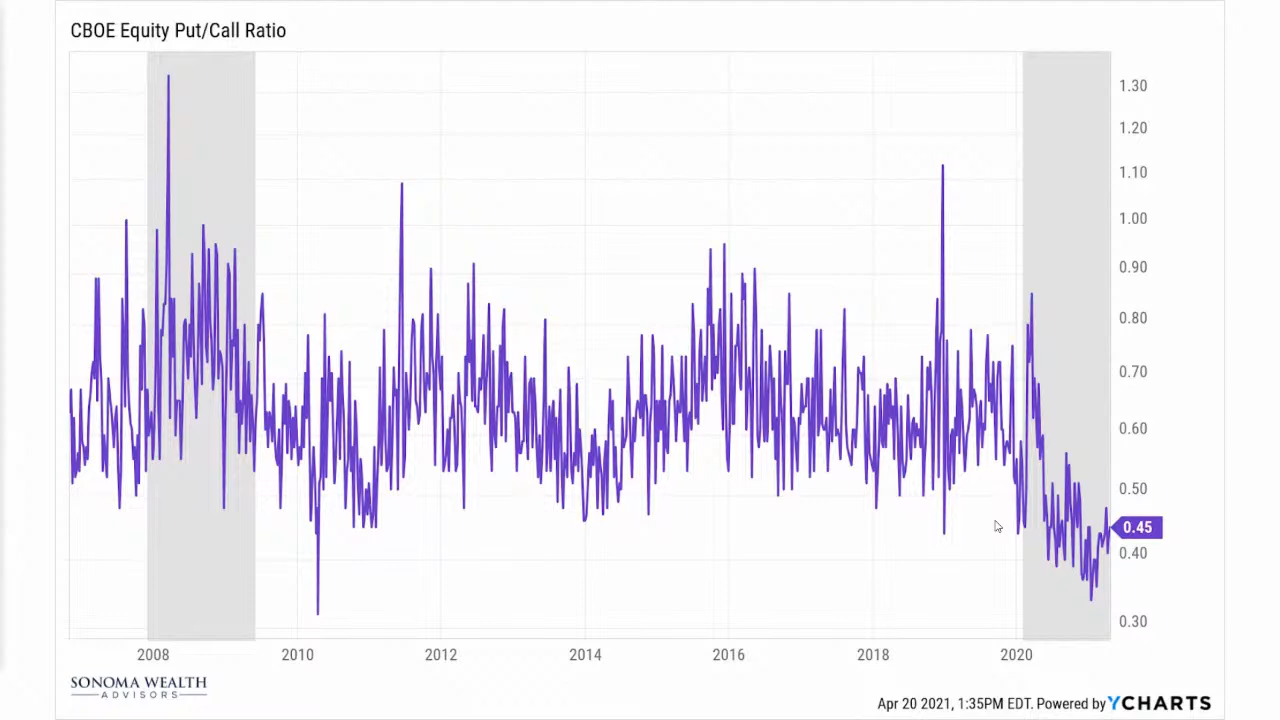 CBOE Equity Put/Call Ratio
1.30
1.20
1.10
1.00
0.90
0.80
0.70
0.60
0.50
0.45
0.40
0.30
2008 2010 2012 2014 2016 2018 2020
SONOMA WEALTH
ADVISORS
Apr 20 2021, 1:35PM EDT. Powered by YCHARTS